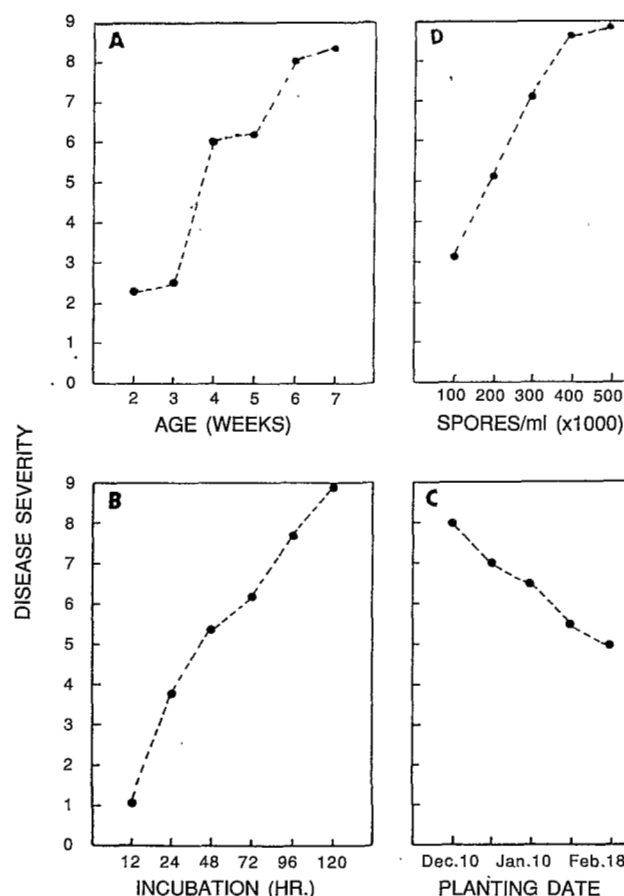 DISEASE SEVERITY
A
9
8
7
6
5
4
3
2
1
0
2 3 4 5 6 7
AGE (WEEKS)
D
100 200 300 400 500
SPORES/ml (x1000)
B
9
8
7
6
5
4
3
2
1
0
12 24 48 72 96 120
INCUBATION (HR.)
C
Dec.10 Jan.10 Feb.18
PLANTING DATE